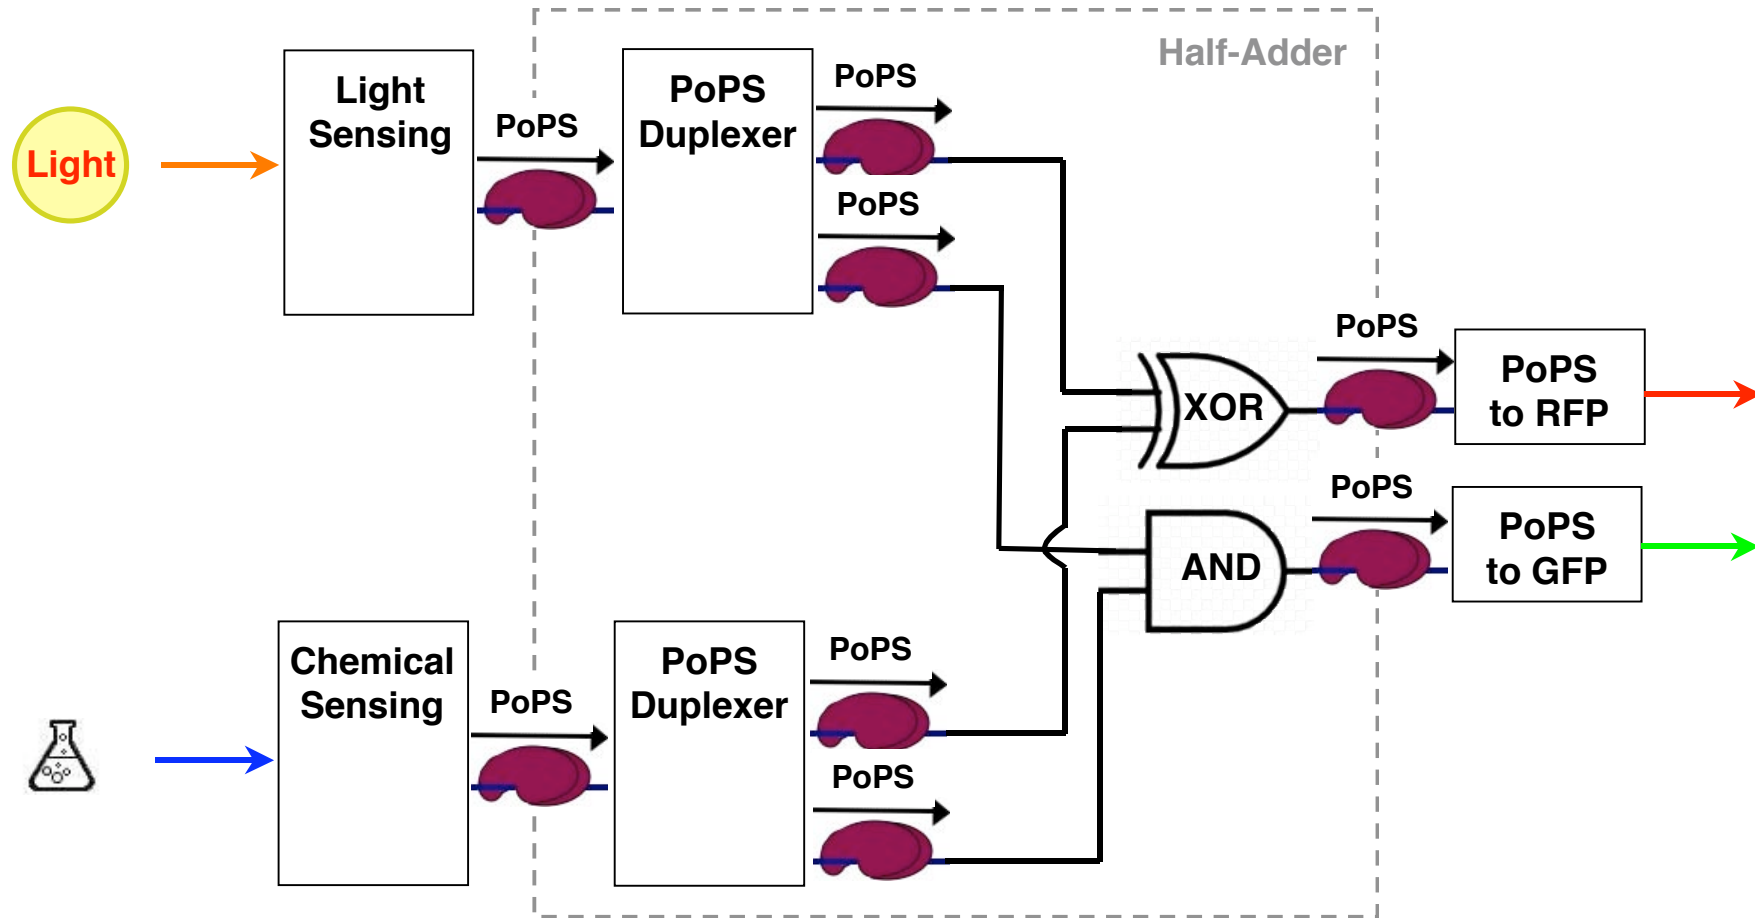 Half-Adder
Light
Light
Sensing
PoPS
PoPS
Duplexer
PoPS
PoPS
XOR
PoPS
PoPS
to RFP
AND
PoPS
PoPS
to GFP
Chemical
Sensing
PoPS
PoPS
Duplexer
PoPS
PoPS